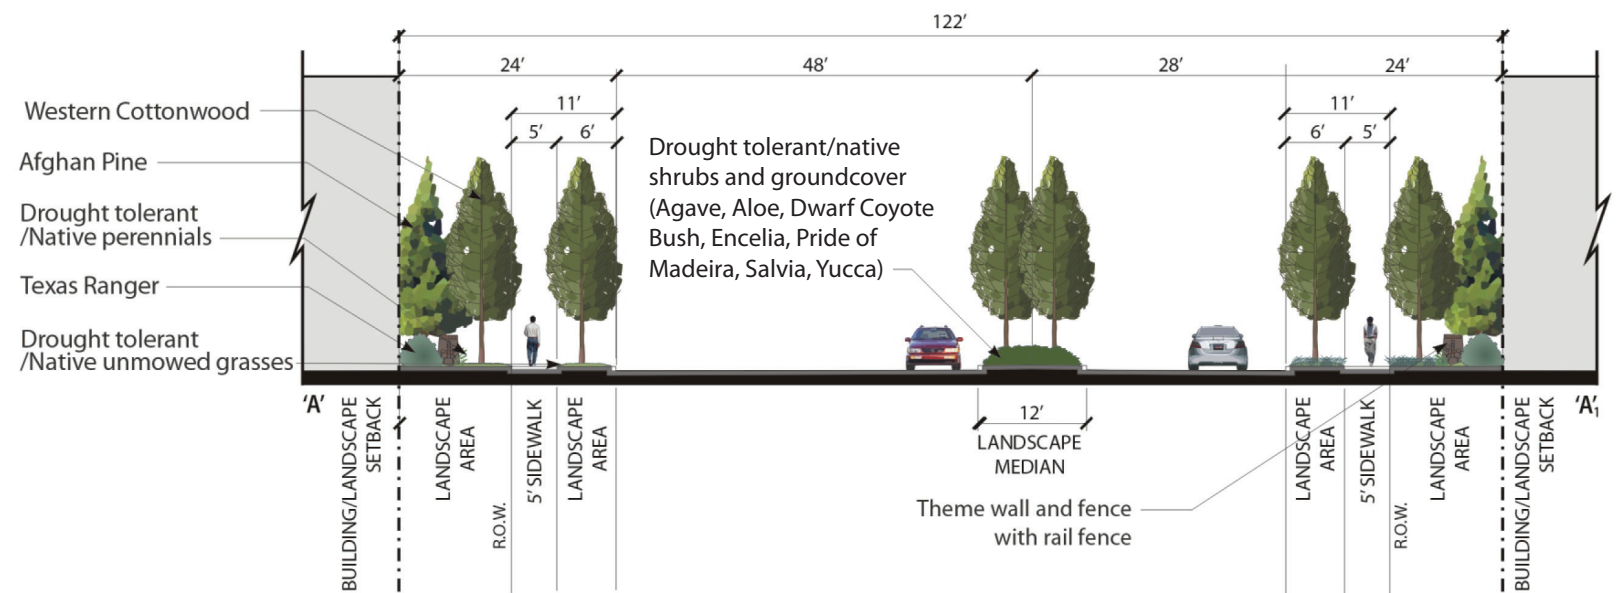 122'
24'
48'
28'
24'
11'
11'
5'
6'
6'
5'
Western Cottonwood
Afghan Pine
Drought tolerant
/Native perennials
Texas Ranger
Drought tolerant
/Native unmowed grasses
Drought tolerant/native
shrubs and groundcover
(Agave, Aloe, Dwarf Coyote
Bush, Encelia, Pride of
Madeira, Salvia, Yucca)
'A'
'A'₁
BUILDING/LANDSCAPE
SETBACK
LANDSCAPE
AREA
R.O.W.
5' SIDEWALK
LANDSCAPE
AREA
12'
LANDSCAPE
MEDIAN
Theme wall and fence
with rail fence
LANDSCAPE
AREA
5' SIDEWALK
R.O.W.
LANDSCAPE
AREA
BUILDING/LANDSCAPE
SETBACK